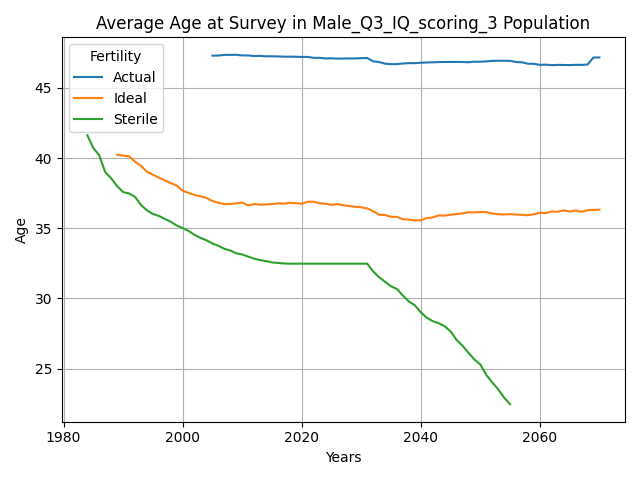 Average Age at Survey in Male_Q3_IQ_scoring_3 Population
Fertility
Actual
Ideal
Sterile
Age
45
40
35
30
25
1980
2000
2020
2040
2060
Years